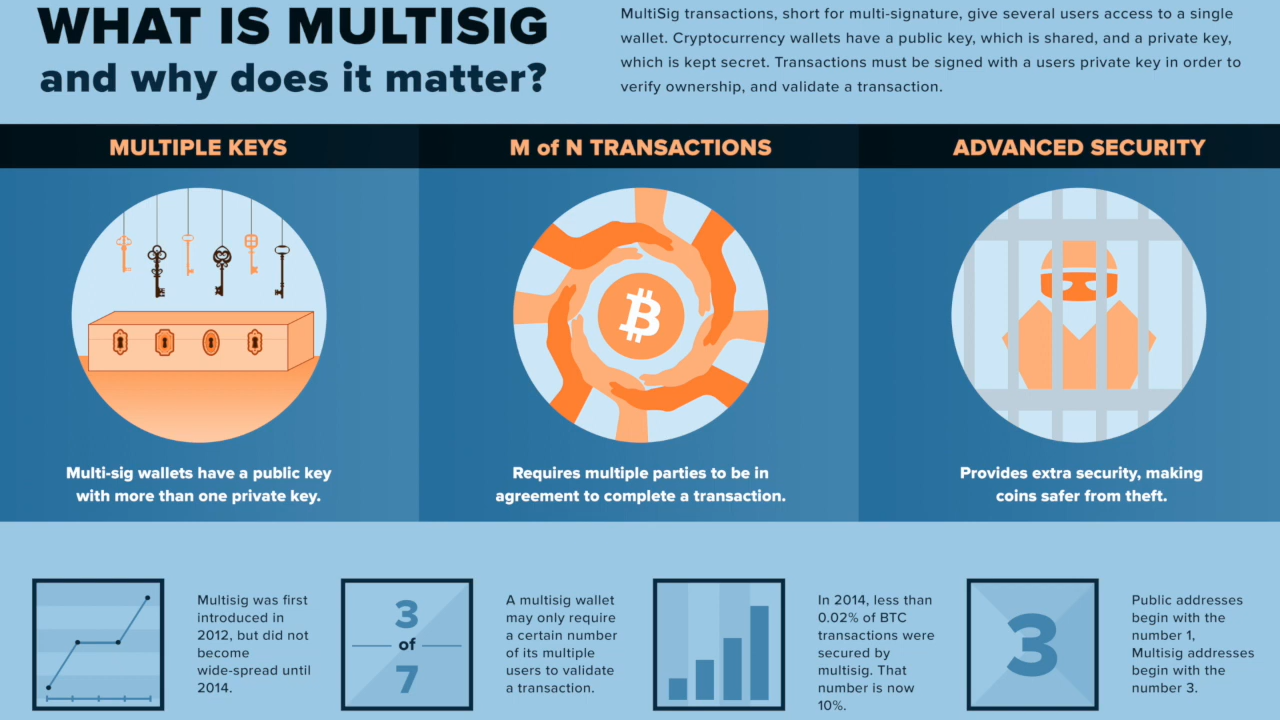 WHAT IS MULTISIG
and why does it matter?
MultiSig transactions, short for multi-signature, give several users access to a single
wallet. Cryptocurrency wallets have a public key, which is shared, and a private key,
which is kept secret. Transactions must be signed with a users private key in order to
verify ownership, and validate a transaction.
MULTIPLE KEYS
Multi-sig wallets have a public key
with more than one private key.
M of N TRANSACTIONS
Requires multiple parties to be in
agreement to complete a transaction.
ADVANCED SECURITY
Provides extra security, making
coins safer from theft.
Multisig was first
introduced in
2012, but did not
become
wide-spread until
2014.
3
of
7
A multisig wallet
may only require
a certain number
of its multiple
users to validate
a transaction.
In 2014, less than
0.02% of BTC
transactions were
secured by
multisig. That
number is now
10%.
3
Public addresses
begin with the
number 1,
Multisig addresses
begin with the
number 3.